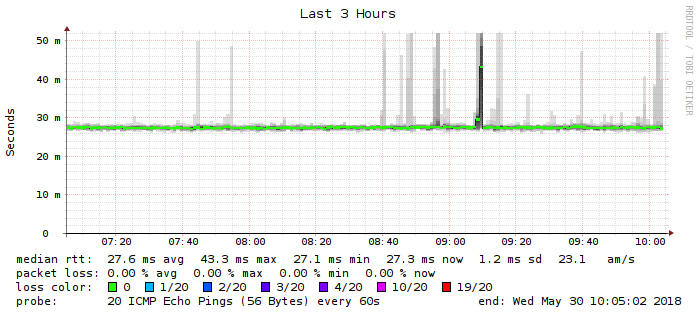 Last 3 Hours
RRDTOOL / TOBI OETIKER
Seconds
50 m
40 m
30 m
20 m
10 m
0
07:20 07:40 08:00 08:20 08:40 09:00 09:20 09:40 10:00
median rtt: 27.6 ms avg 43.3 ms max 27.1 ms min 27.3 ms now 1.2 ms sd 23.1 am/s
packet loss: 0.00 % avg 0.00 % max 0.00 % min 0.00 % now
loss color: 0 1/20 2/20 3/20 4/20 10/20 19/20
probe: 20 ICMP Echo Pings (56 Bytes) every 60s end: Wed May 30 10:05:02 2018